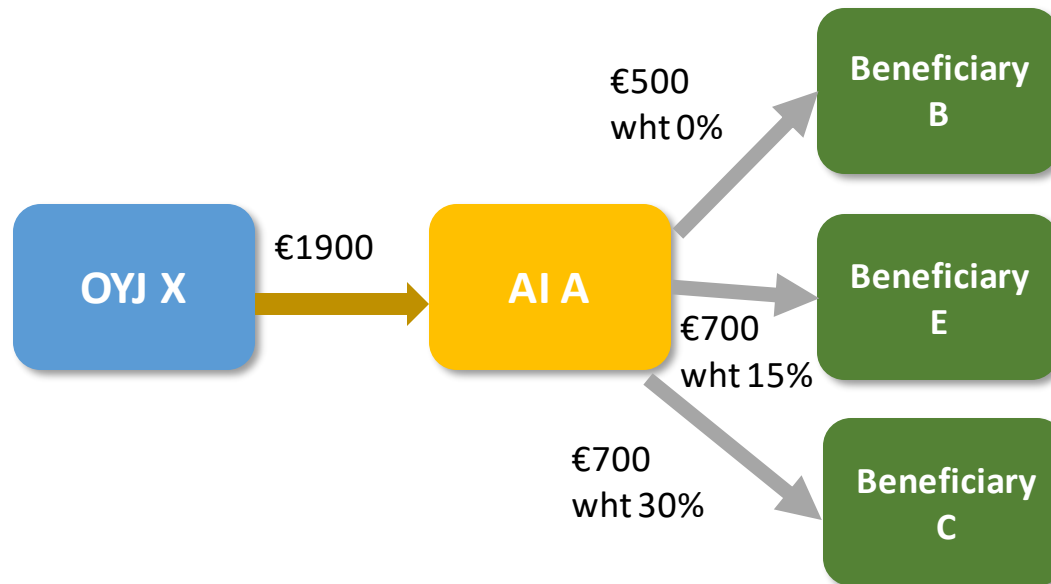 €500
wht 0%
Beneficiary
B
OYJ X
€1900
AI A
Beneficiary
E
€700
wht 15%
€700
wht 30%
Beneficiary
C